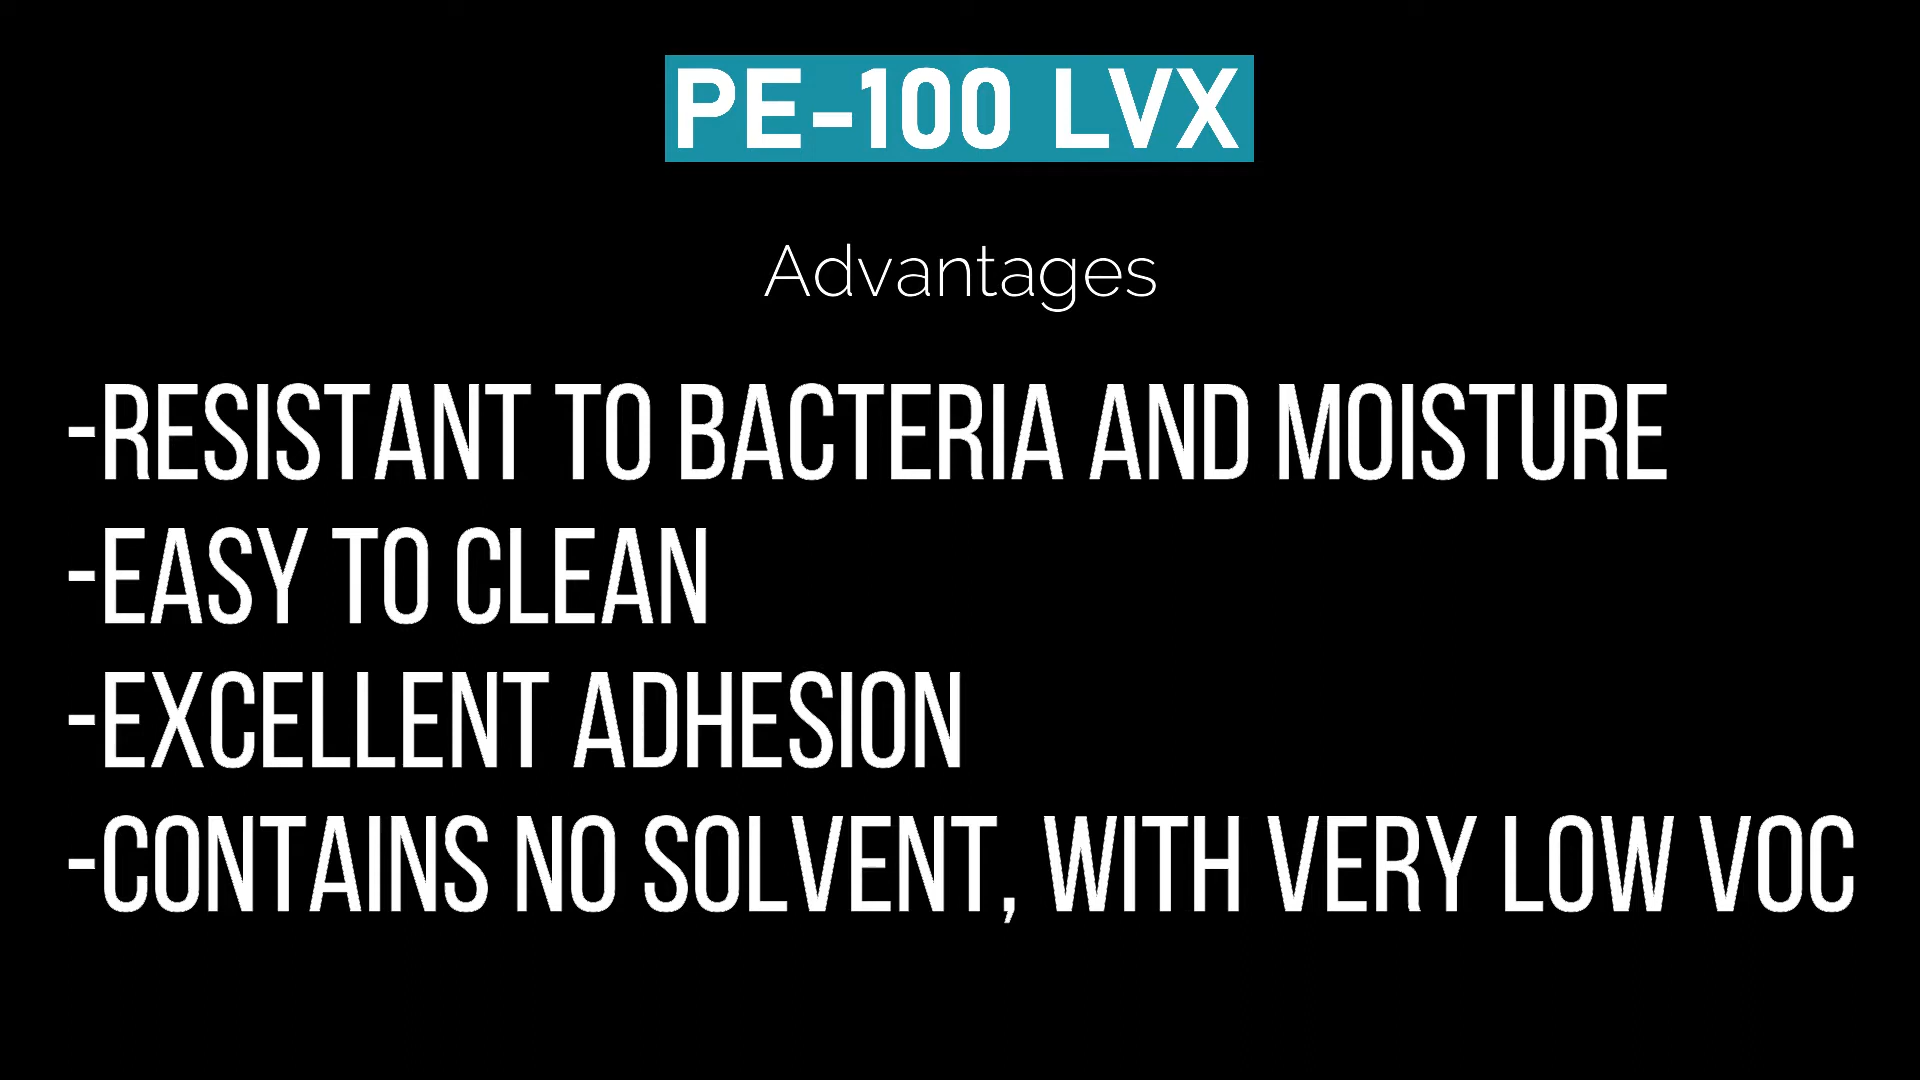 PE-100 LVX
Advantages
-RESISTANT TO BACTERIA AND MOISTURE
-EASY TO CLEAN
-EXCELLENT ADHESION
-CONTAINS NO SOLVENT, WITH VERY LOW VOC